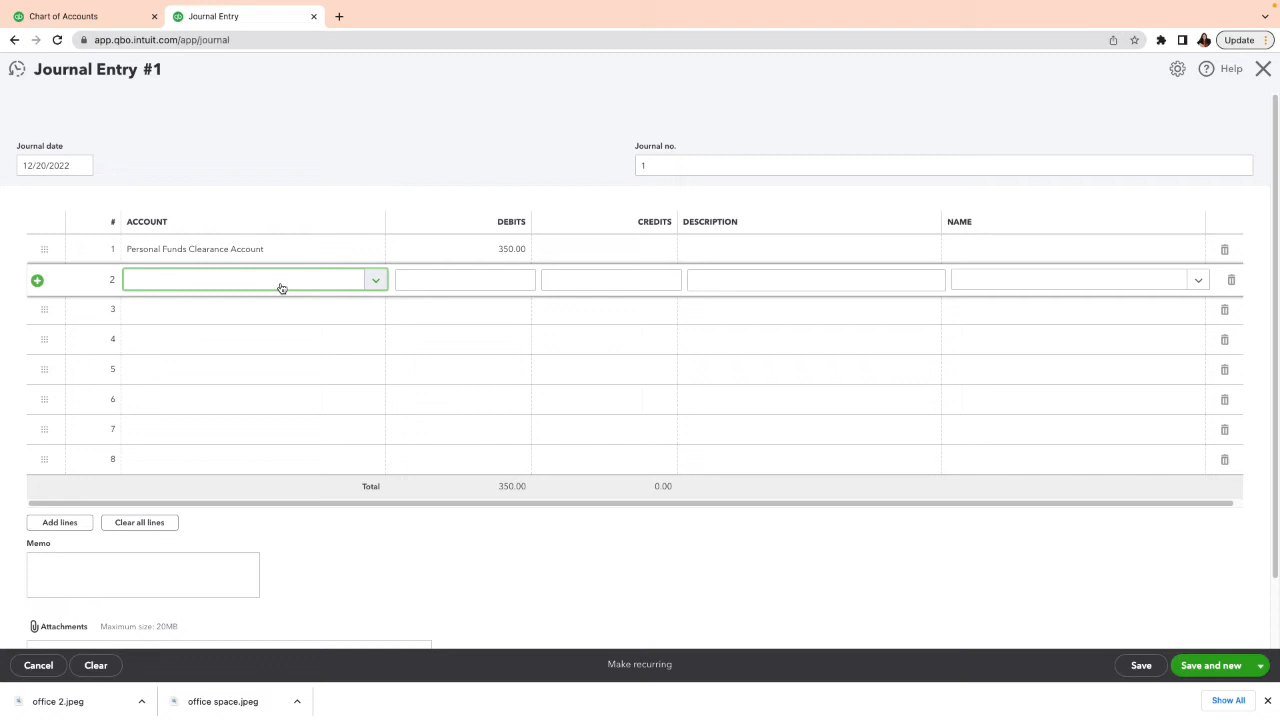 Chart of Accounts
Journal Entry
app.qbo.intuit.com/app/journal
Update
Journal Entry #1
Help
Journal date
Journal no.
12/20/2022
1
# ACCOUNT DEBITS CREDITS DESCRIPTION NAME
1 Personal Funds Clearance Account 350.00
2
3
4
5
6
7
8
Total 350.00 0.00
Add lines Clear all lines
Memo
Attachments Maximum size: 20MB
Cancel Clear Make recurring Save Save and new
office 2.jpeg office space.jpeg Show All